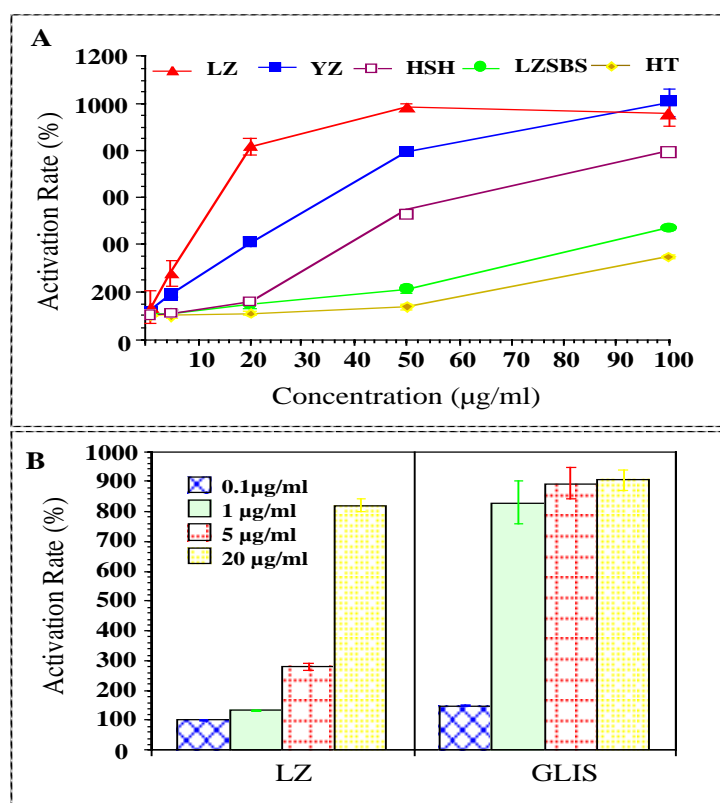 A
1200
LZ YZ HSH LZSBS HT
1000
00
00
00
200
0
Activation Rate (%)
10 20 30 40 50 60 70 80 90 100
Concentration (µg/ml)
B
1000
900
800
700
600
500
400
300
200
100
0
Activation Rate (%)
0.1µg/ml
1 µg/ml
5 µg/ml
20 µg/ml
LZ GLIS